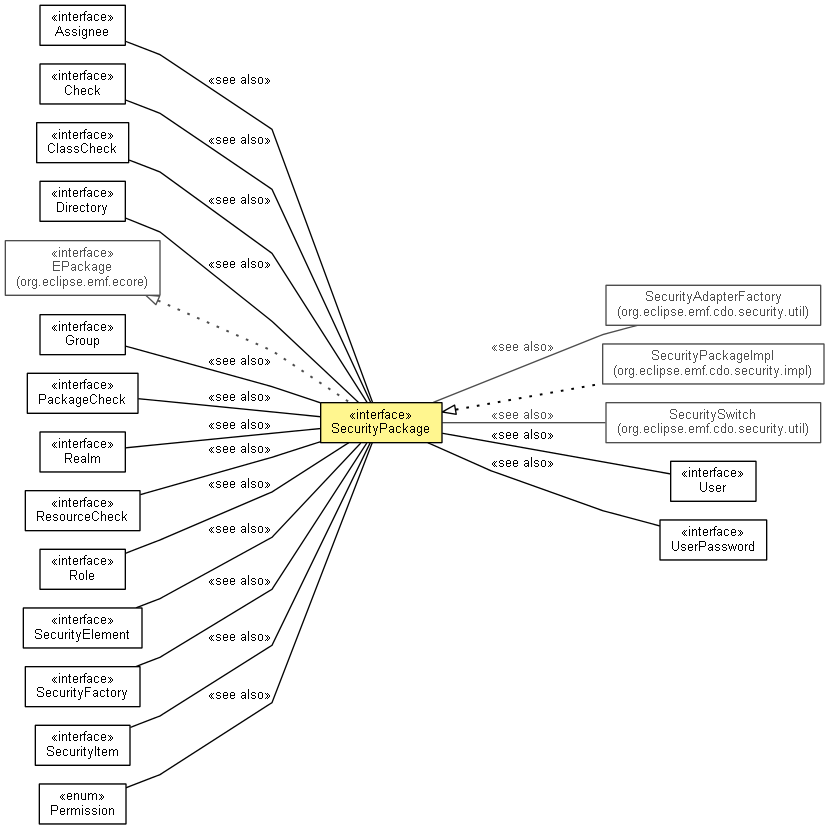 «interface»
Assignee
«interface»
Check
«interface»
ClassCheck
«interface»
Directory
«interface»
EPackage
(org.eclipse.emf.ecore)
«interface»
Group
«interface»
PackageCheck
«interface»
Realm
«interface»
ResourceCheck
«interface»
Role
«interface»
SecurityElement
«interface»
SecurityFactory
«interface»
SecurityItem
«enum»
Permission
«see also»
«see also»
«see also»
«see also»
«see also»
«see also»
«see also»
«see also»
«see also»
«see also»
«see also»
«see also»
«see also»
«interface»
SecurityPackage
«see also»
«see also»
«see also»
«see also»
SecurityAdapterFactory
(org.eclipse.emf.cdo.security.util)
SecurityPackageImpl
(org.eclipse.emf.cdo.security.impl)
SecuritySwitch
(org.eclipse.emf.cdo.security.util)
«interface»
User
«interface»
UserPassword